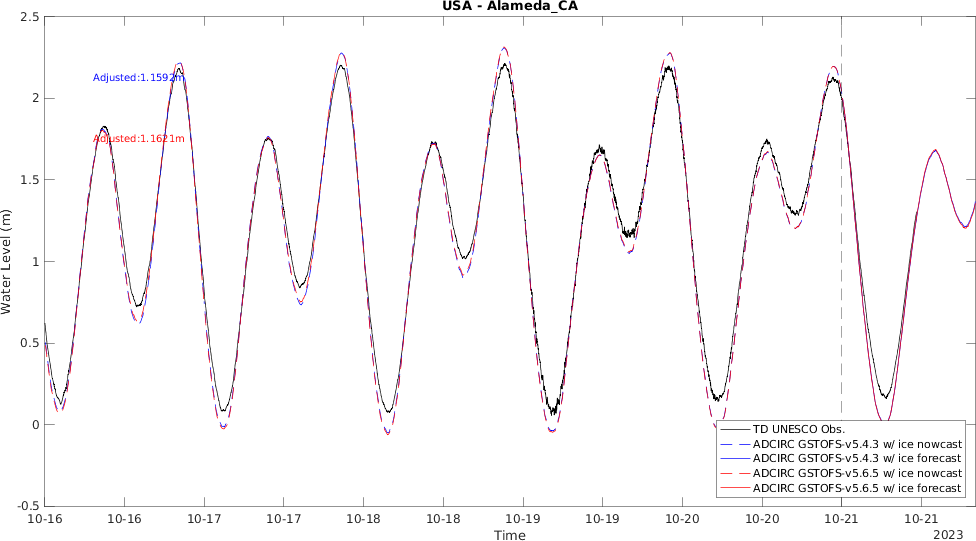 USA - Alameda_CA
2.5
Adjusted:1.1592m
2
Adjusted:1.1621m
1.5
Water Level (m)
1
0.5
0
-0.5
TD UNESCO Obs.
ADCIRC GSTOFS-v5.4.3 w/ ice nowcast
ADCIRC GSTOFS-v5.4.3 w/ ice forecast
ADCIRC GSTOFS-v5.6.5 w/ ice nowcast
ADCIRC GSTOFS-v5.6.5 w/ ice forecast
10-16 10-16 10-17 10-17 10-18 10-18 10-19 10-19 10-20 10-20 10-21 10-21
Time
2023